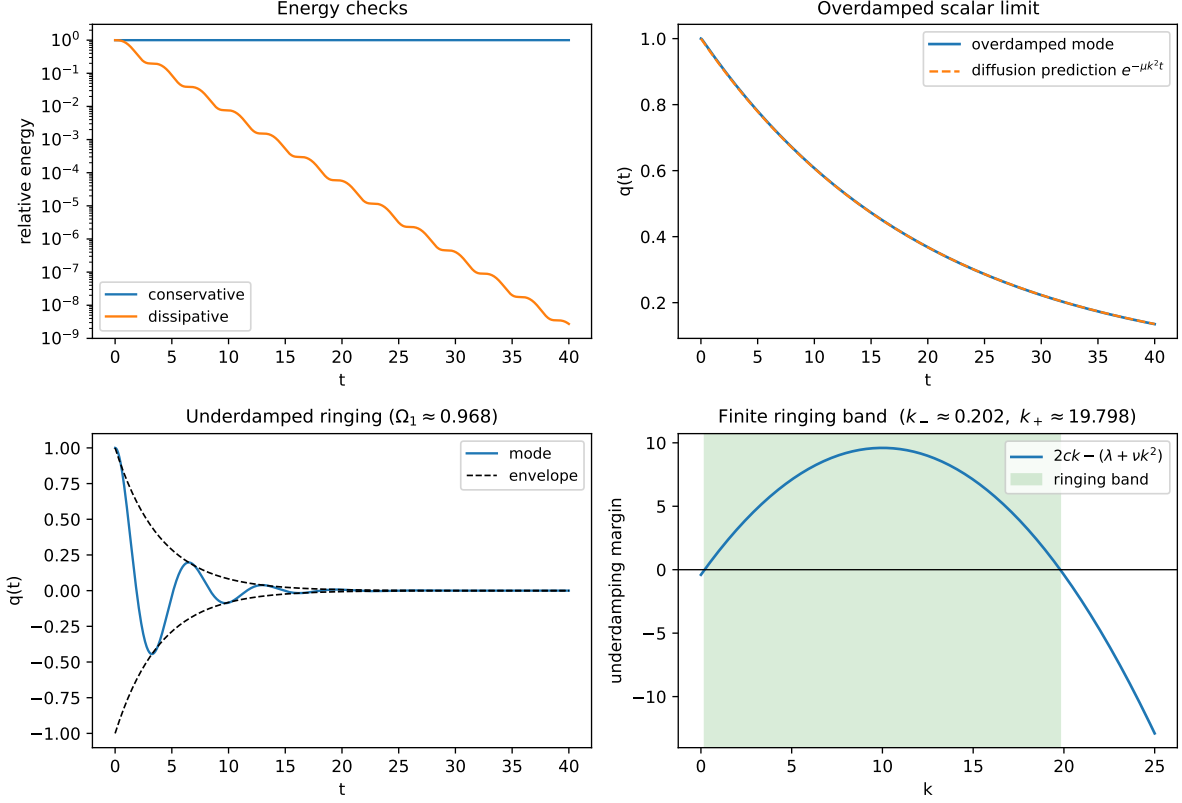 Energy checks
relative energy
10⁰
10⁻¹
10⁻²
10⁻³
10⁻⁴
10⁻⁵
10⁻⁶
10⁻⁷
10⁻⁸
10⁻⁹
conservative
dissipative
0 5 10 15 20 25 30 35 40
t
Overdamped scalar limit
q(t)
1.0
0.8
0.6
0.4
0.2
overdamped mode
diffusion prediction e^{−μk²t}
0 5 10 15 20 25 30 35 40
t
Underdamped ringing (Ω₁ ≈ 0.968)
q(t)
1.00
0.75
0.50
0.25
0.00
−0.25
−0.50
−0.75
−1.00
mode
envelope
0 5 10 15 20 25 30 35 40
t
Finite ringing band (k₋ ≈ 0.202, k₊ ≈ 19.798)
underdamping margin
10
5
0
−5
−10
2ck − (λ + νk²)
ringing band
0 5 10 15 20 25
k